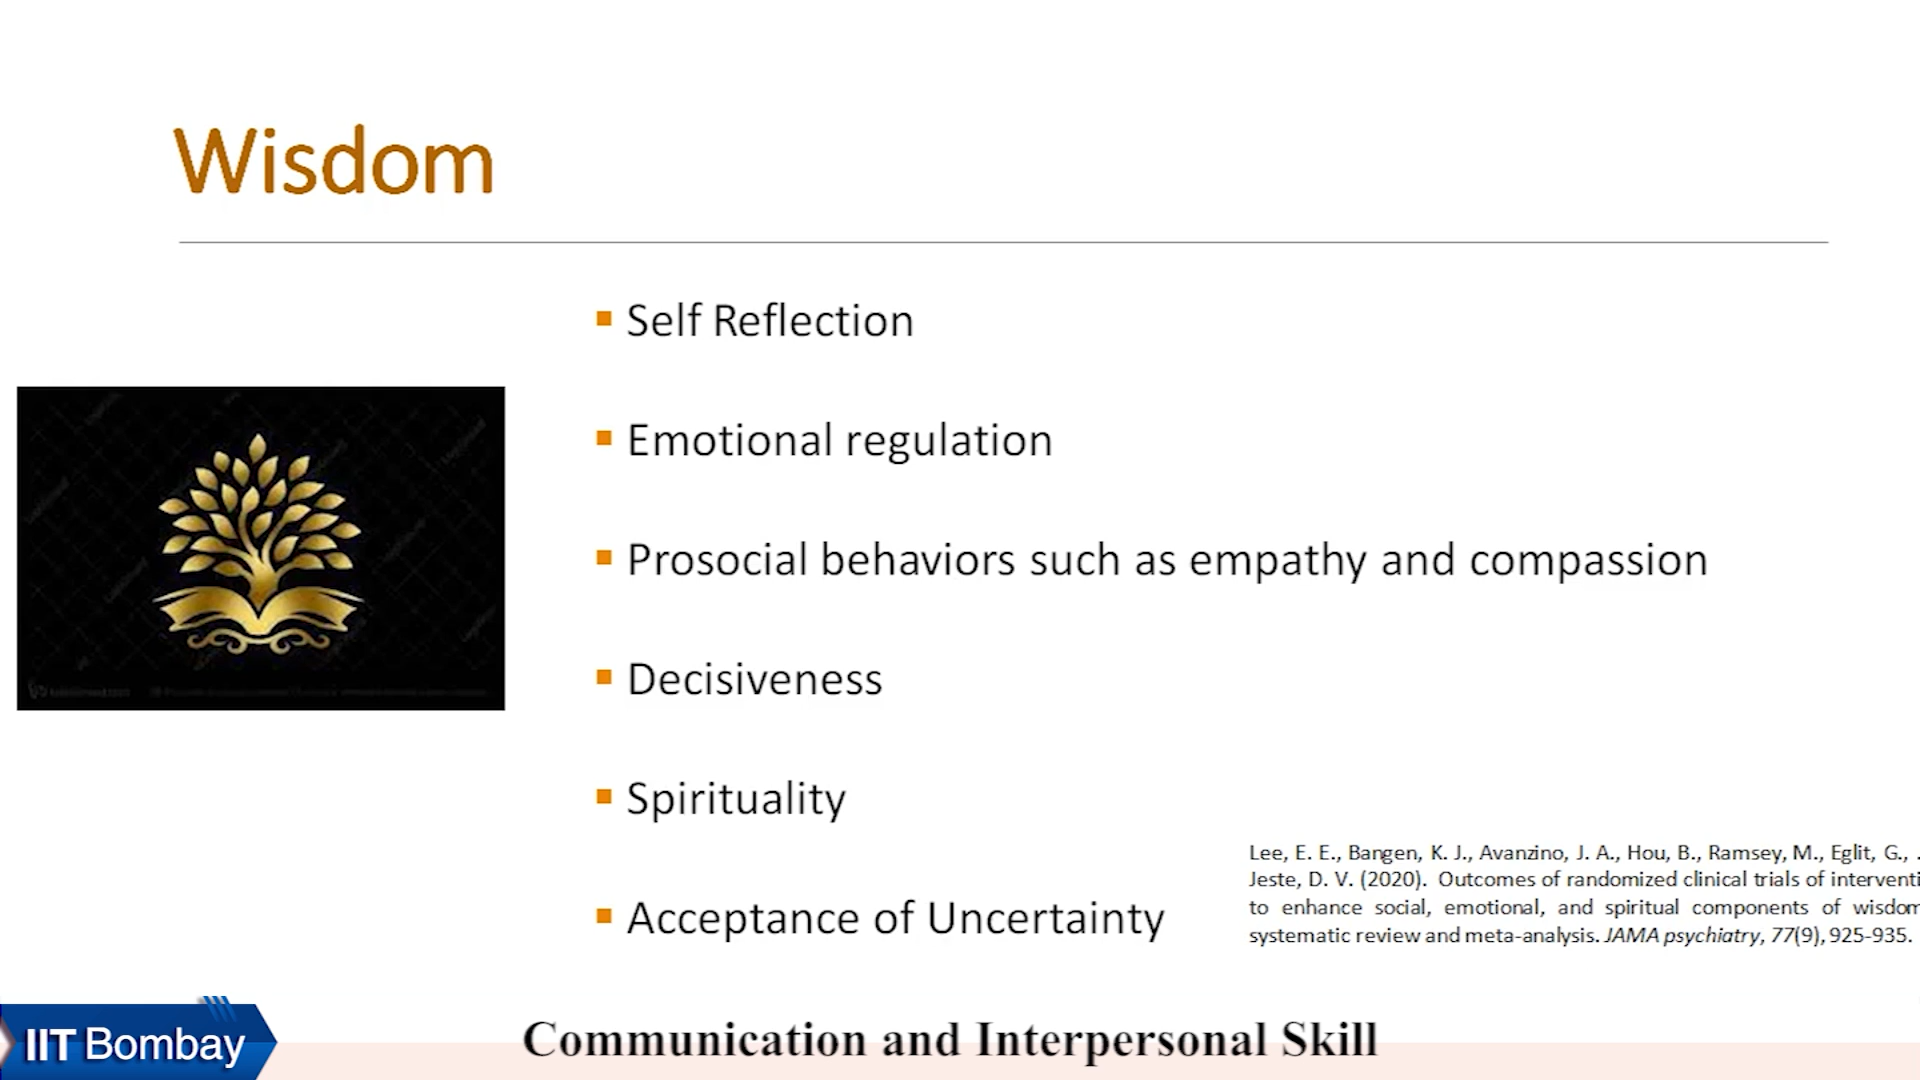 Wisdom
Self Reflection
Emotional regulation
Prosocial behaviors such as empathy and compassion
Decisiveness
Spirituality
Acceptance of Uncertainty
Lee, E. E., Bangen, K. J., Avanzino, J. A., Hou, B., Ramsey, M., Eglit, G., .
Jeste, D. V. (2020). Outcomes of randomized clinical trials of interventi
to enhance social, emotional, and spiritual components of wisdom
systematic review and meta-analysis. JAMA psychiatry, 77(9), 925-935.
IIT Bombay
Communication and Interpersonal Skill